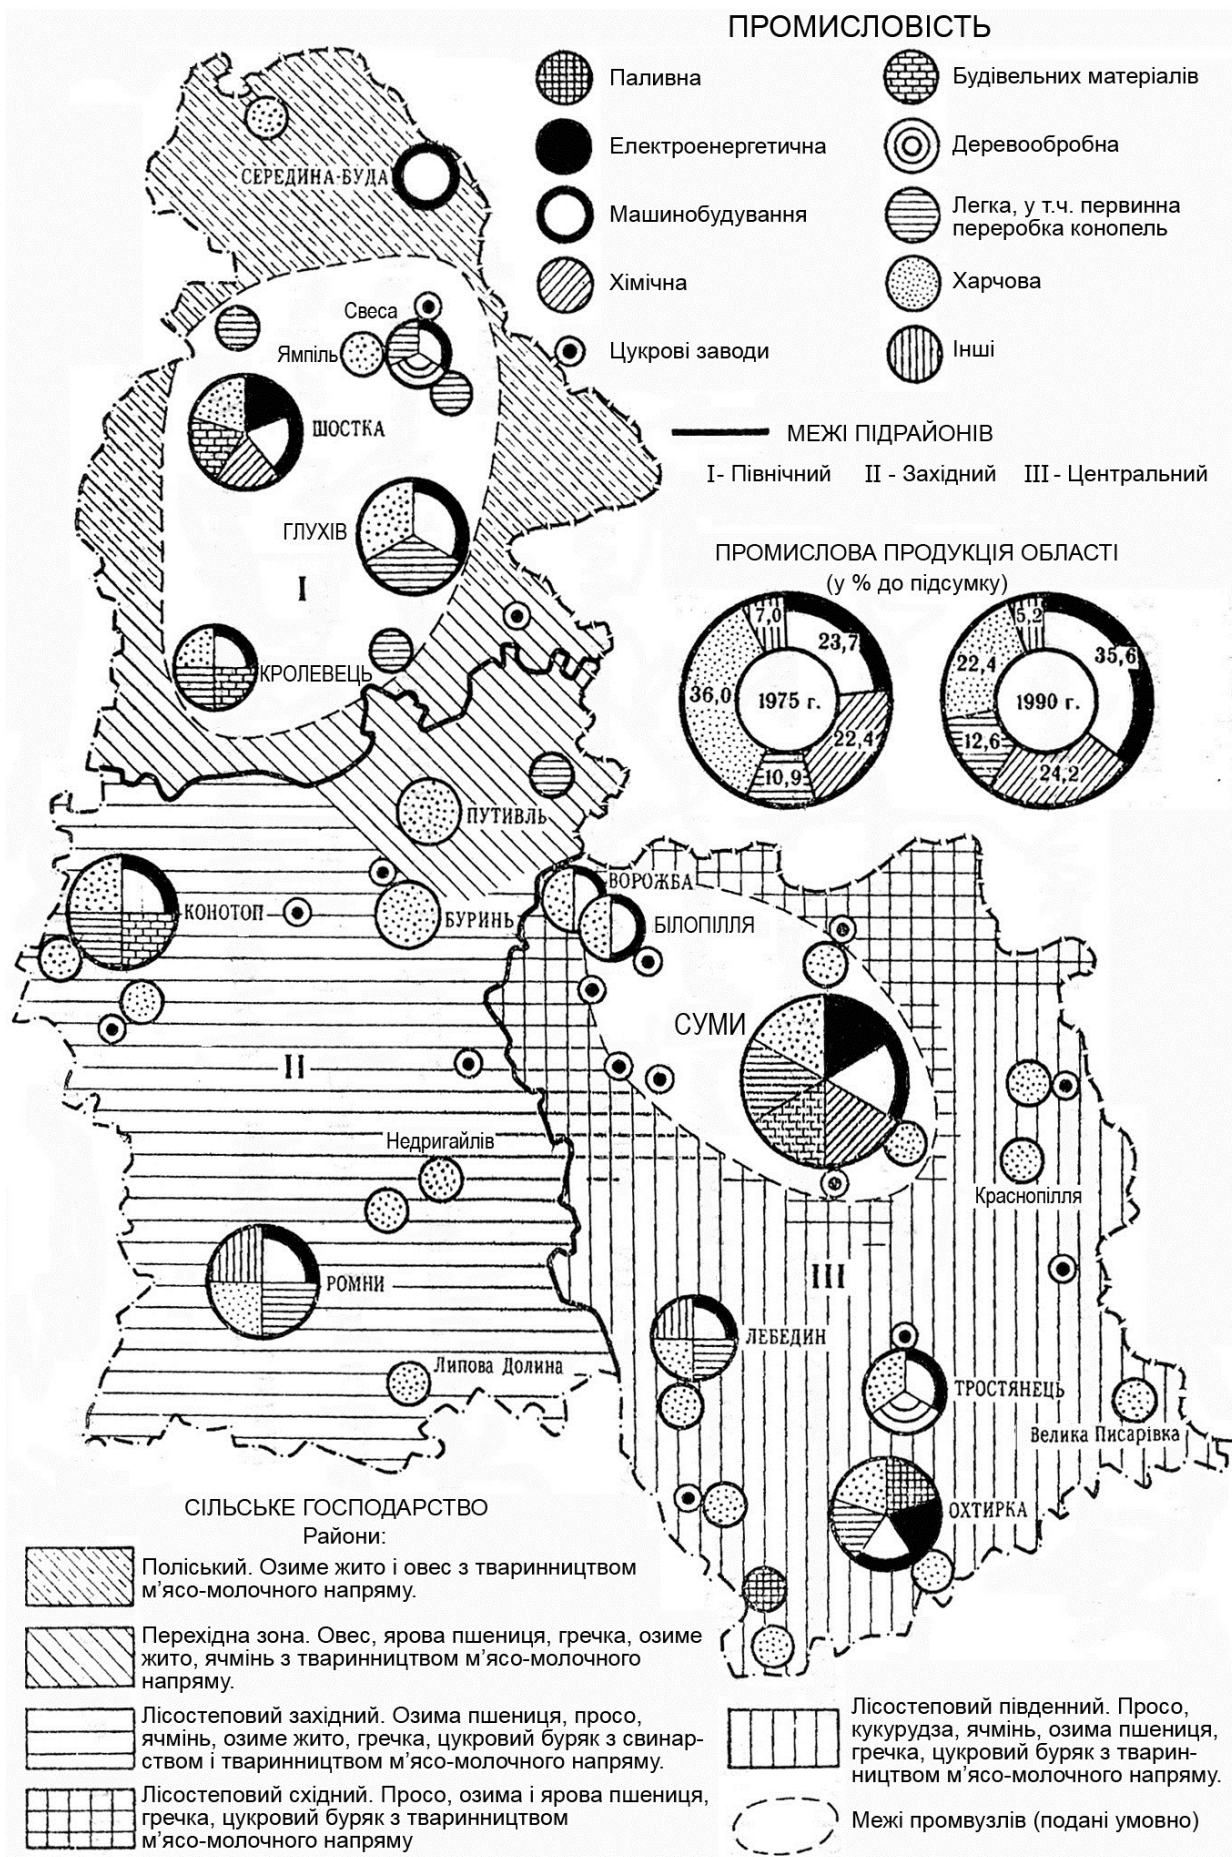 ПРОМИСЛОВІСТЬ
Паливна
Електроенергетична
Машинобудування
Хімічна
Цукрові заводи
Будівельних матеріалів
Деревообробна
Легка, у т.ч. первинна
переробка конопель
Харчова
Інші
МЕЖІ ПІДРАЙОНІВ
I- Північний II - Західний III - Центральний
ПРОМИСЛОВА ПРОДУКЦІЯ ОБЛАСТІ
(у % до підсумку)
7,0
23,7
36,0
1975 г.
22,4
10,9
5,2
35,6
22,4
1990 г.
12,6
24,2
СЕРЕДИНА-БУДА
Свеса
Ямпіль
ШОСТКА
ГЛУХІВ
I
КРОЛЕВЕЦЬ
ПУТИВЛЬ
КОНОТОП
БУРИНЬ
ВОРОЖБА
БІЛОПІЛЛЯ
СУМИ
II
Недригайлів
Краснопілля
РОМНИ
III
ЛЕБЕДИН
Липова Долина
ТРОСТЯНЕЦЬ
Велика Писарівка
ОХТИРКА
СІЛЬСЬКЕ ГОСПОДАРСТВО
Райони:
Поліський. Озиме жито і овес з тваринництвом
м’ясо-молочного напряму.
Перехідна зона. Овес, ярова пшениця, гречка, озиме
жито, ячмінь з тваринництвом м’ясо-молочного
напряму.
Лісостеповий західний. Озима пшениця, просо,
ячмінь, озиме жито, гречка, цукровий буряк з свинар-
ством і тваринництвом м’ясо-молочного напряму.
Лісостеповий східний. Просо, озима і ярова пшениця,
гречка, цукровий буряк з тваринництвом
м’ясо-молочного напряму
Лісостеповий південний. Просо,
кукурудза, ячмінь, озима пшениця,
гречка, цукровий буряк з тварин-
ництвом м’ясо-молочного напряму.
Межі промвузлів (подані умовно)